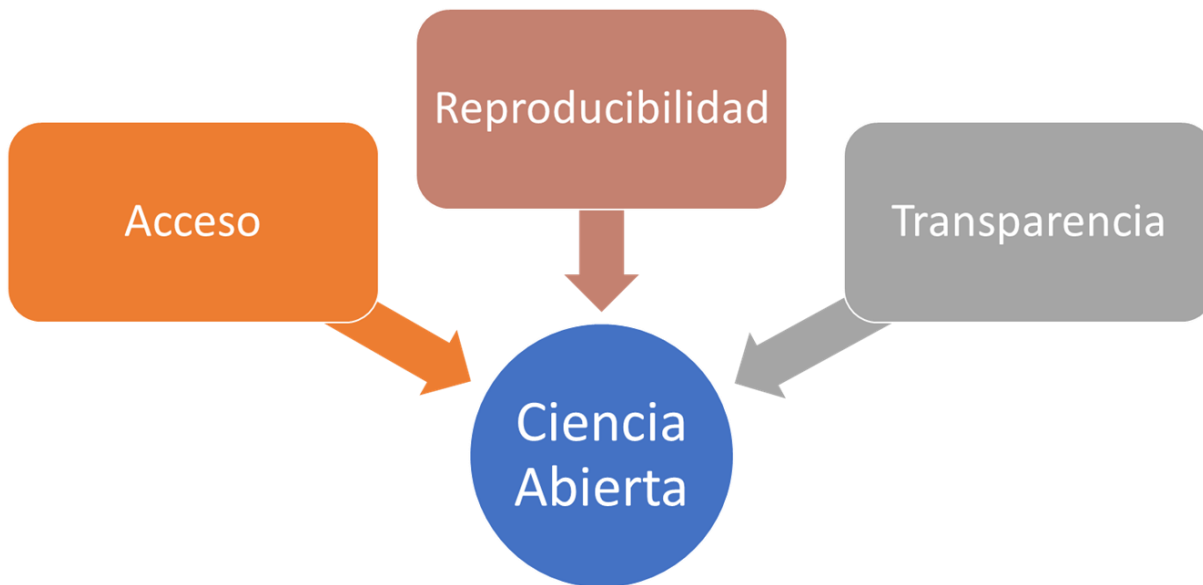 Reproducibilidad
Acceso
Transparencia
Ciencia
Abierta